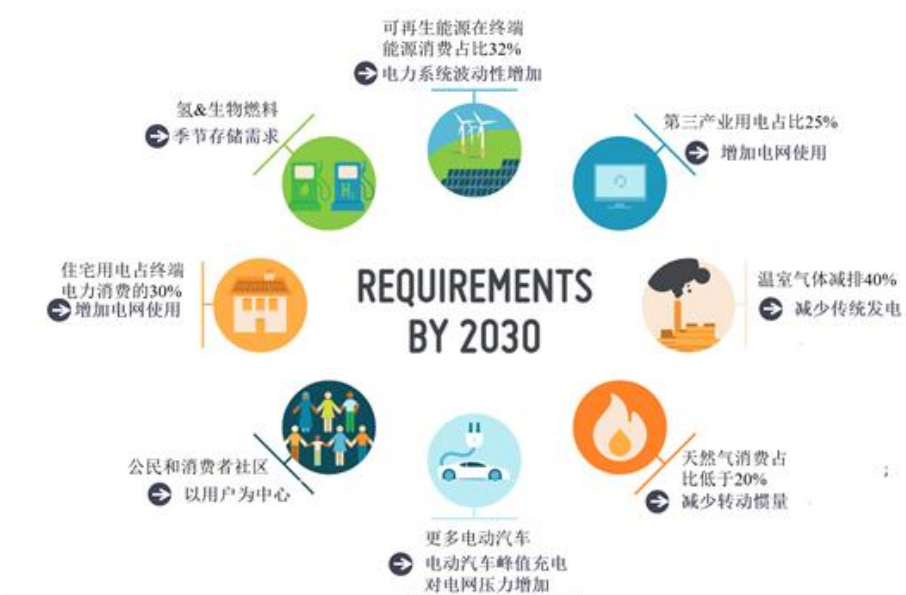 可再生能源在终端
能源消费占比32%
电力系统波动性增加
氢&生物燃料
季节存储需求
第三产业用电占比25%
增加电网使用
住宅用电占终端
电力消费的30%
增加电网使用
REQUIREMENTS
BY 2030
温室气体减排40%
减少传统发电
公民和消费者社区
以用户为中心
天然气消费占
比低于20%
减少转动惯量
更多电动汽车
电动汽车峰值充电
对电网压力增加
H₂
;